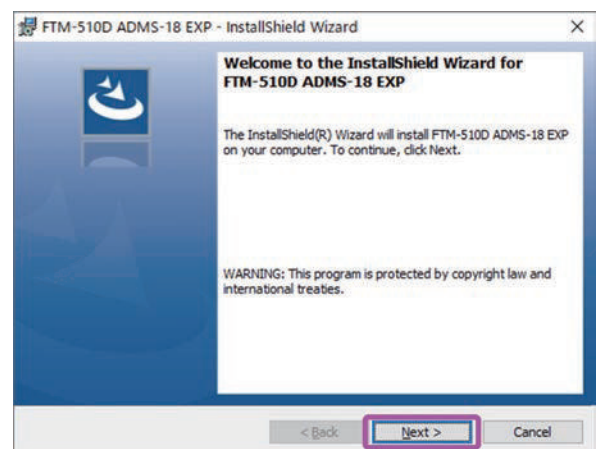 FTM-510D ADMS-18 EXP - InstallShield Wizard
Welcome to the InstallShield Wizard for
FTM-510D ADMS-18 EXP
The InstallShield(R) Wizard will install FTM-510D ADMS-18 EXP
on your computer. To continue, click Next.
WARNING: This program is protected by copyright law and
international treaties.
< Back Next > Cancel